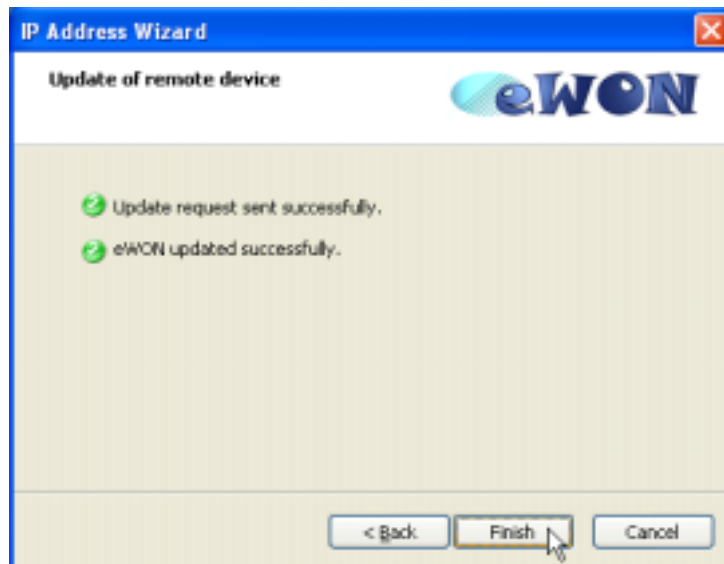 IP Address Wizard
Update of remote device
eWON
Update request sent successfully.
eWON updated successfully.
< Back
Finish
Cancel